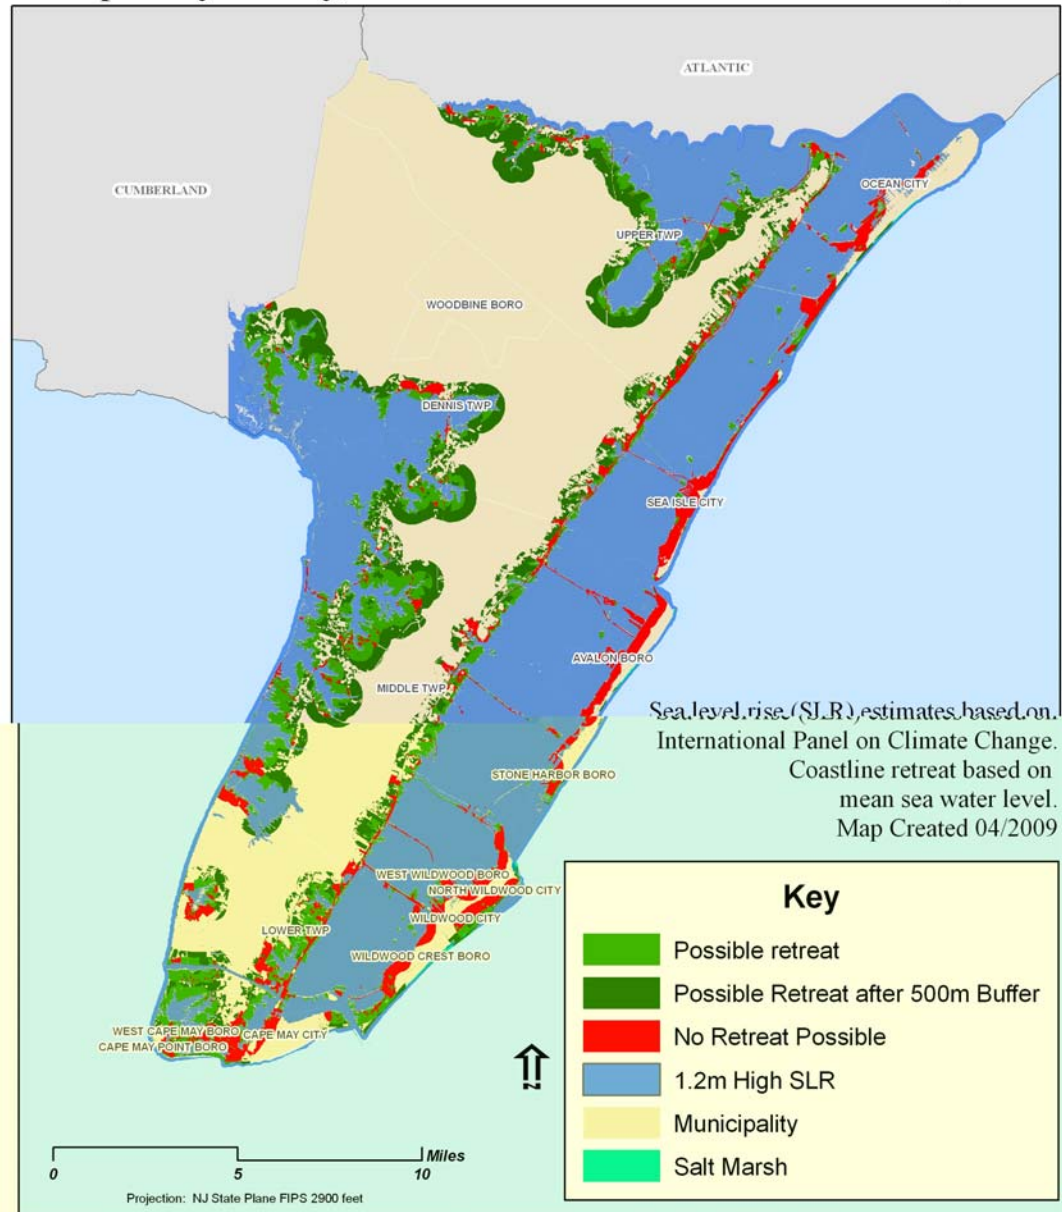 ATLANTIC
CUMBERLAND
OCEAN CITY
UPPER TWP
WOODBINE BORO
DENNIS TWP
SEA ISLE CITY
AVALON BORO
MIDDLE TWP
Sea level rise (SLR) estimates based on
International Panel on Climate Change.
Coastline retreat based on
mean sea water level.
Map Created 04/2009
STONE HARBOR BORO
WEST WILDWOOD BORO
NORTH WILDWOOD CITY
WILDWOOD CITY
LOWER TWP
WILDWOOD CREST BORO
WEST CAPE MAY BORO
CAPE MAY CITY
CAPE MAY POINT BORO
Key
Possible retreat
Possible Retreat after 500m Buffer
No Retreat Possible
1.2m High SLR
Municipality
Salt Marsh
N
Miles
0 5 10
Projection: NJ State Plane FIPS 2900 feet